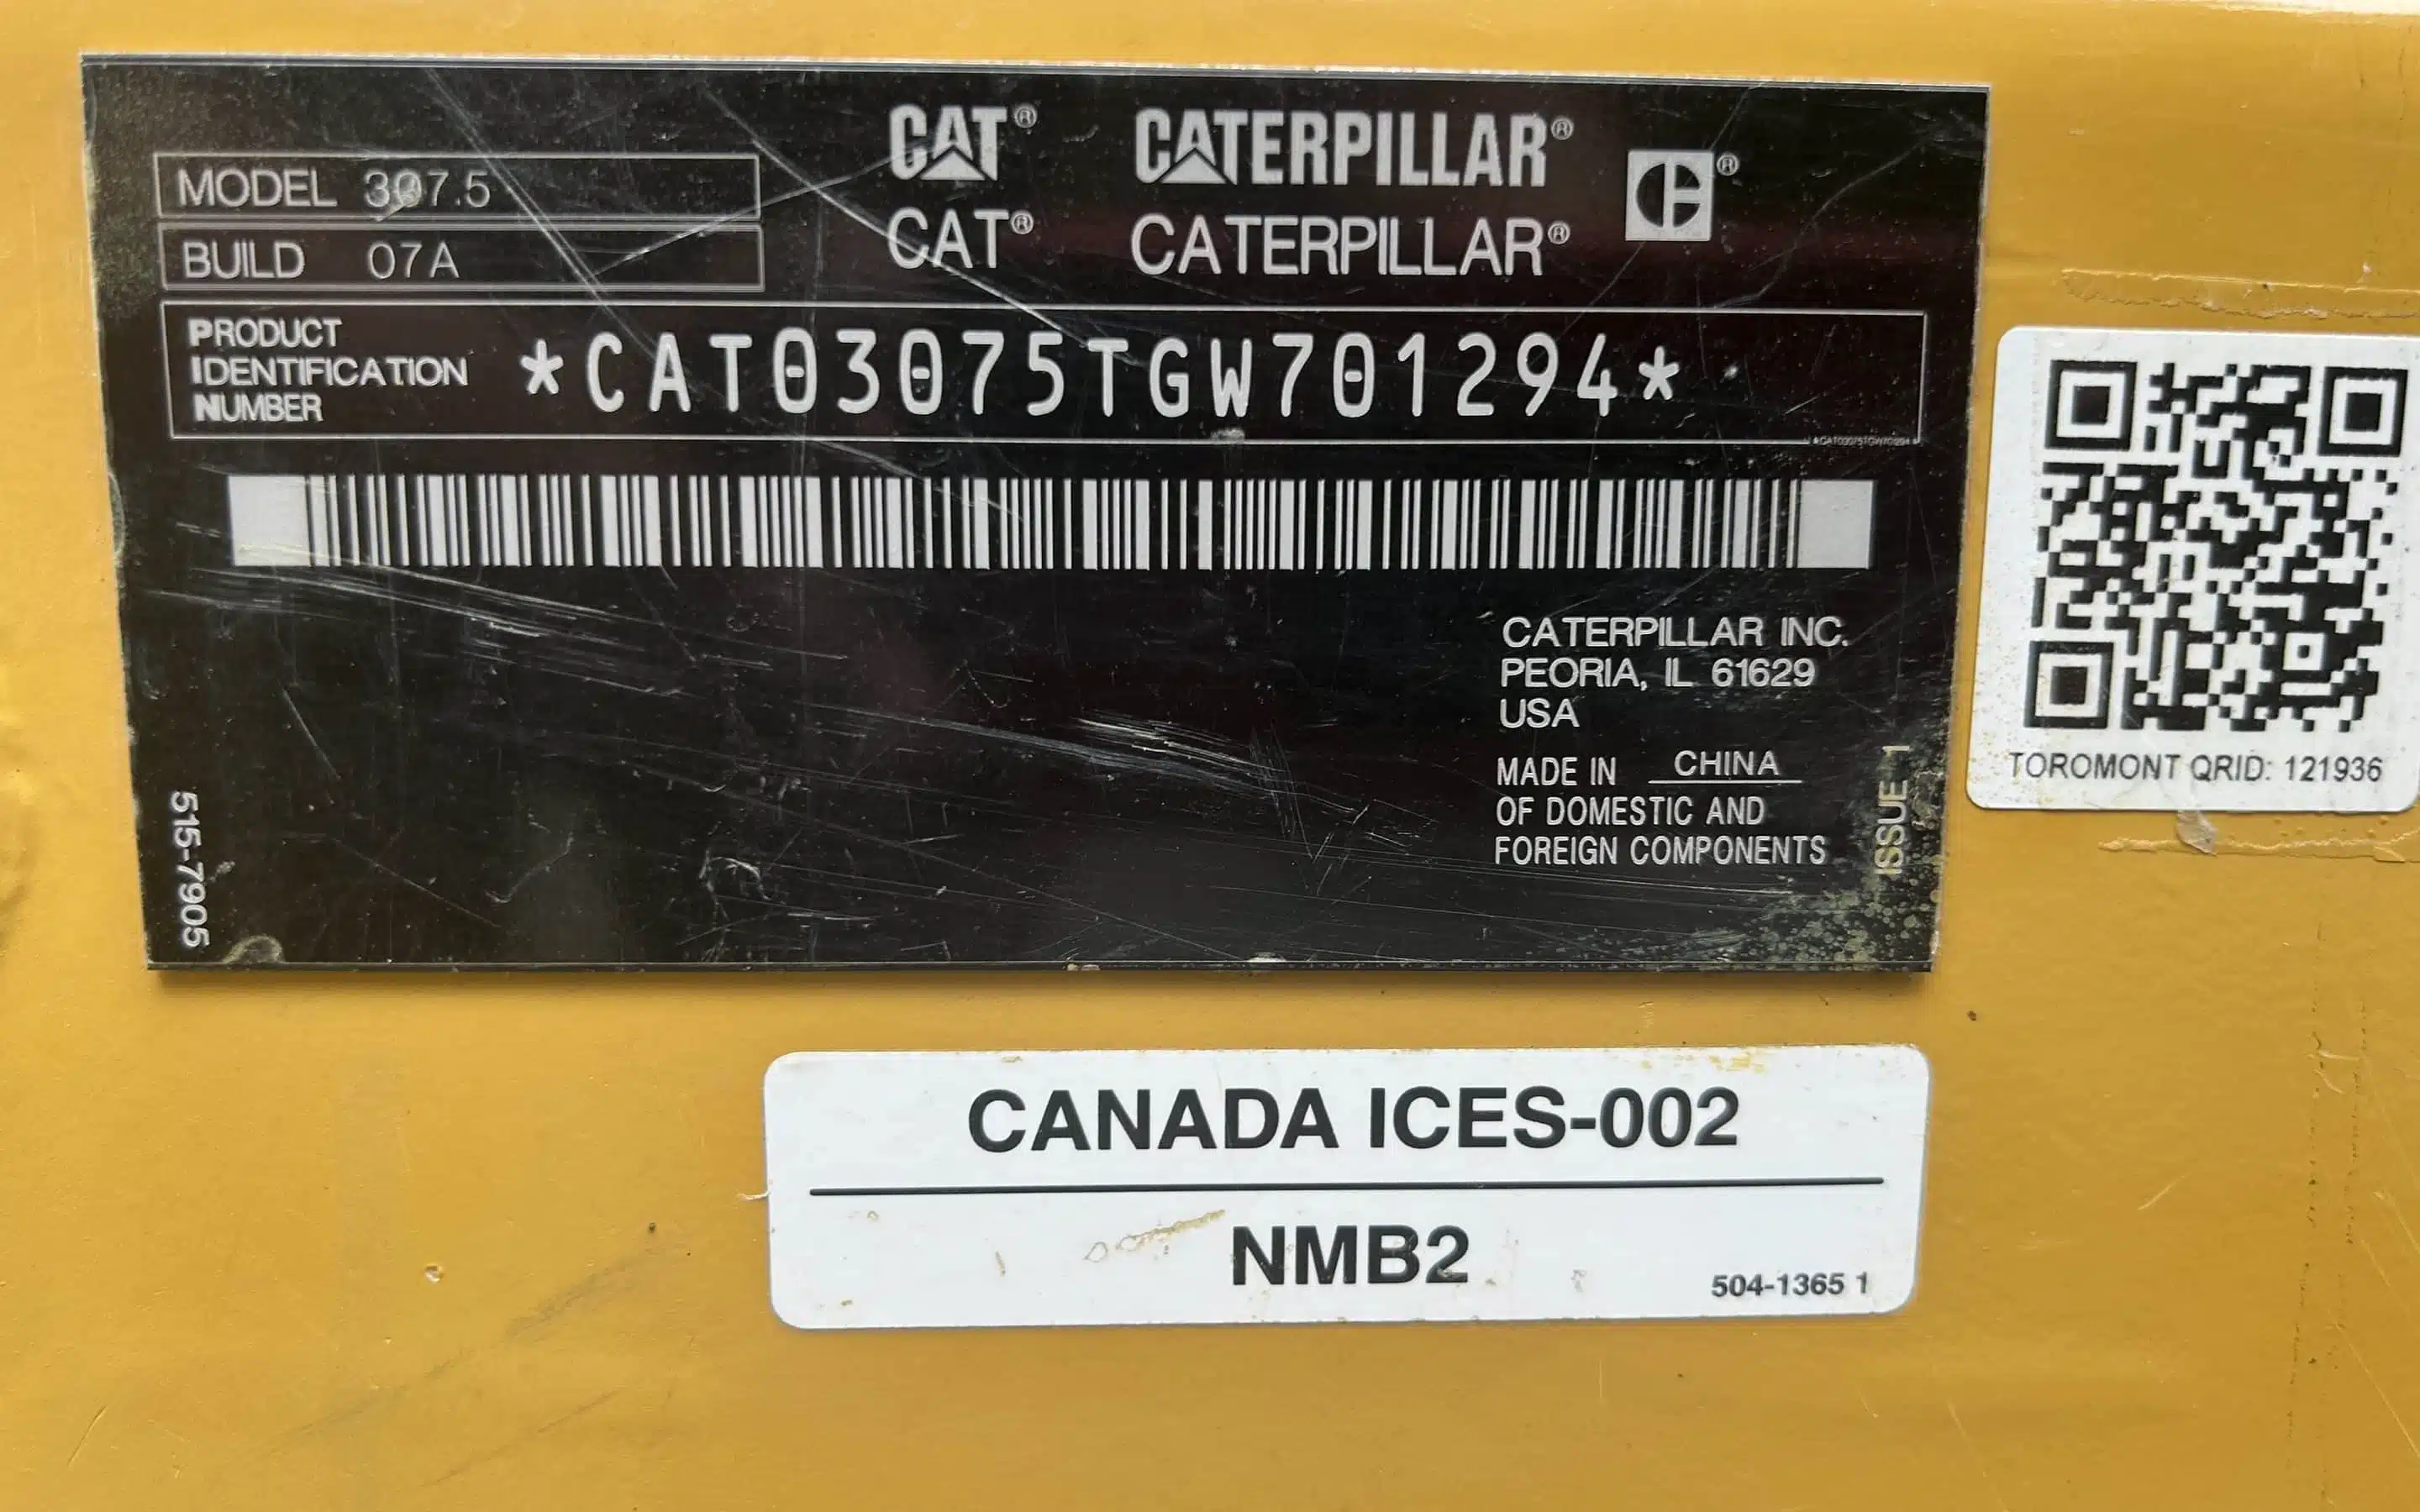 CAT® CATERPILLAR®
CAT® CATERPILLAR®
MODEL 307.5
BUILD 07A
PRODUCT
IDENTIFICATION
NUMBER
*CAT03075TGW701294*
CATERPILLAR INC.
PEORIA, IL 61629
USA
MADE IN CHINA
OF DOMESTIC AND
FOREIGN COMPONENTS
515-7905
ISSUE 1
TOROMONT QRID: 121936
CANADA ICES-002
NMB2
504-1365 1